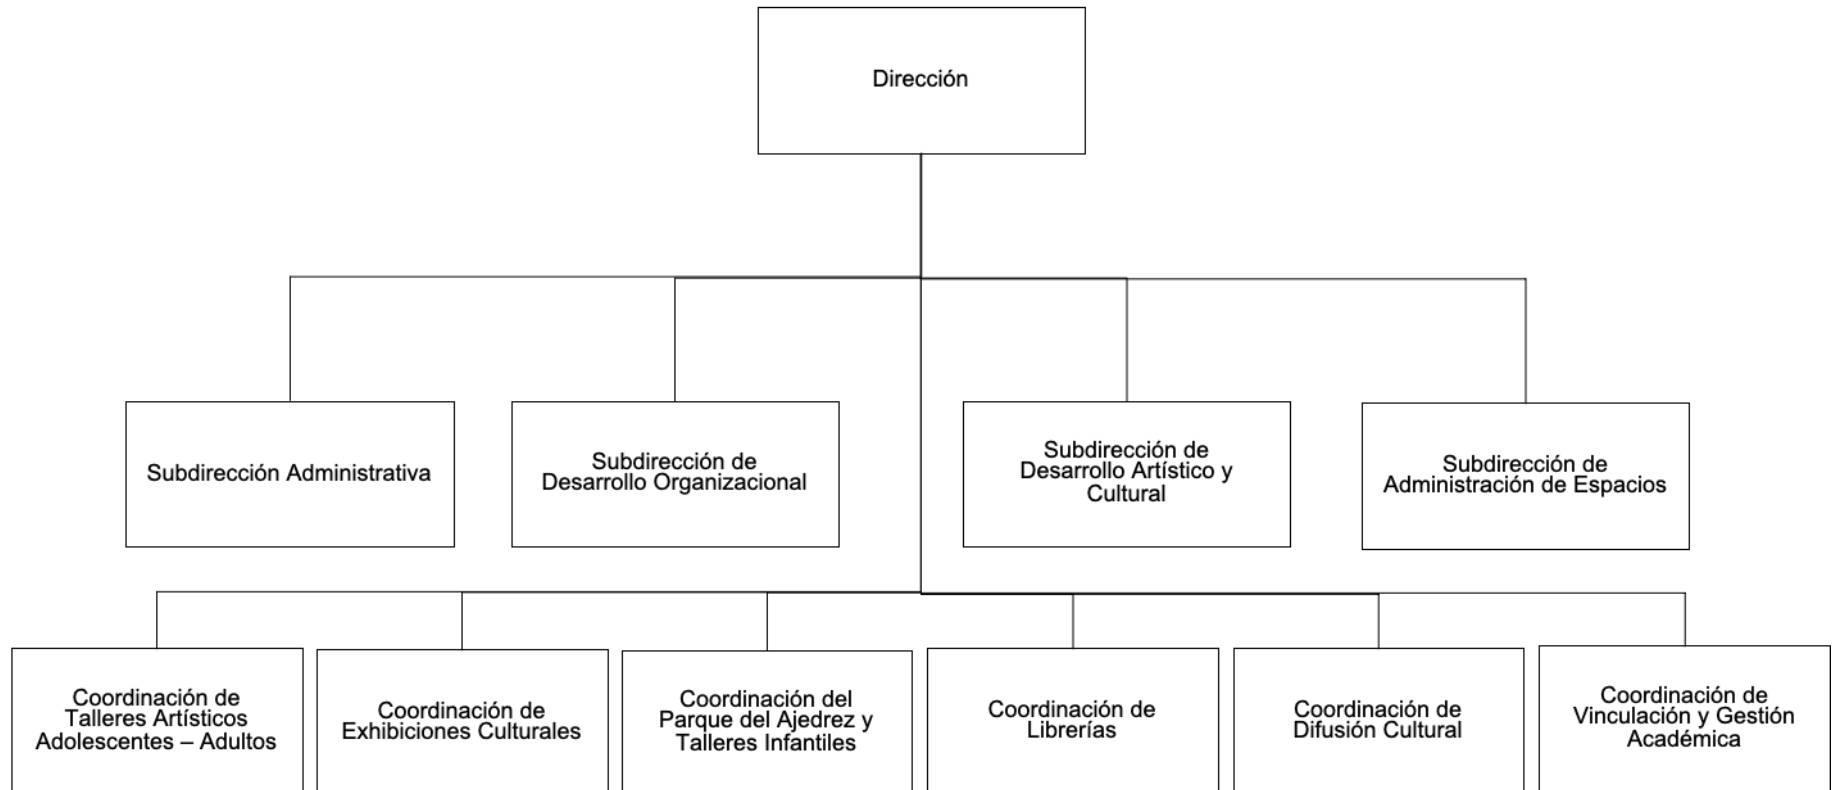 Dirección
Subdirección Administrativa
Subdirección de
Desarrollo Organizacional
Subdirección de
Desarrollo Artístico y
Cultural
Subdirección de
Administración de Espacios
Coordinación de
Talleres Artísticos
Adolescentes – Adultos
Coordinación de
Exhibiciones Culturales
Coordinación del
Parque del Ajedrez y
Talleres Infantiles
Coordinación de
Librerías
Coordinación de
Difusión Cultural
Coordinación de
Vinculación y Gestión
Académica